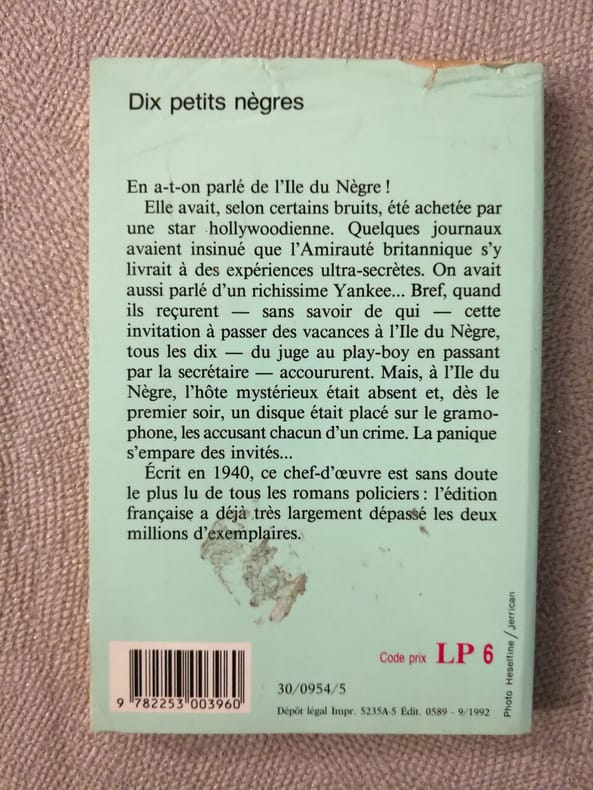 Dix petits nègres
En a-t-on parlé de l'Ile du Nègre !
Elle avait, selon certains bruits, été achetée par
une star hollywoodienne. Quelques journaux
avaient insinué que l'Amirauté britannique s'y
livrait à des expériences ultra-secrètes. On avait
aussi parlé d'un richissime Yankee... Bref, quand
ils reçurent — sans savoir de qui — cette
invitation à passer des vacances à l'Ile du Nègre,
tous les dix — du juge au play-boy en passant
par la secrétaire — accoururent. Mais, à l'Ile du
Nègre, l'hôte mystérieux était absent et, dès le
premier soir, un disque était placé sur le gramo-
phone, les accusant chacun d'un crime. La panique
s'empare des invités...
Écrit en 1940, ce chef-d'œuvre est sans doute
le plus lu de tous les romans policiers : l'édition
française a déjà très largement dépassé les deux
millions d'exemplaires.
Code prix LP 6
9 782253 003960
30/0954/5
Dépôt légal Impr. 5235A-5 Édit. 0589 - 9/1992
Photo Heseltine / Jerrican